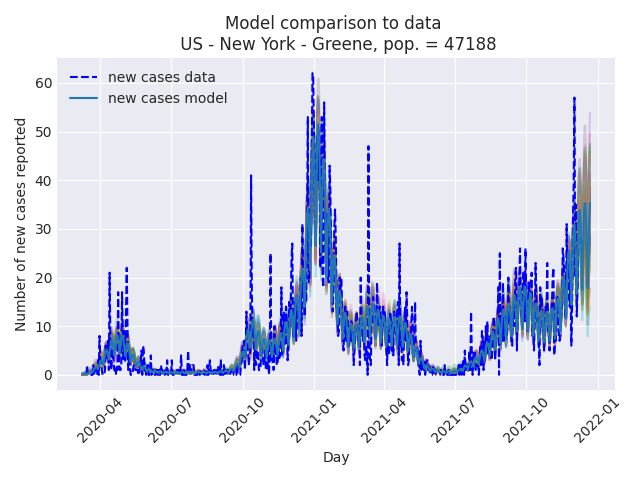 Model comparison to data
US - New York - Greene, pop. = 47188
new cases data
new cases model
Number of new cases reported
60
50
40
30
20
10
0
2020-04
2020-07
2020-10
2021-01
2021-04
2021-07
2021-10
2022-01
Day